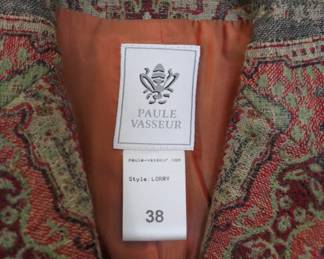 PAULE
VASSEUR
paule-vasseur.com
Style: LORRY
38